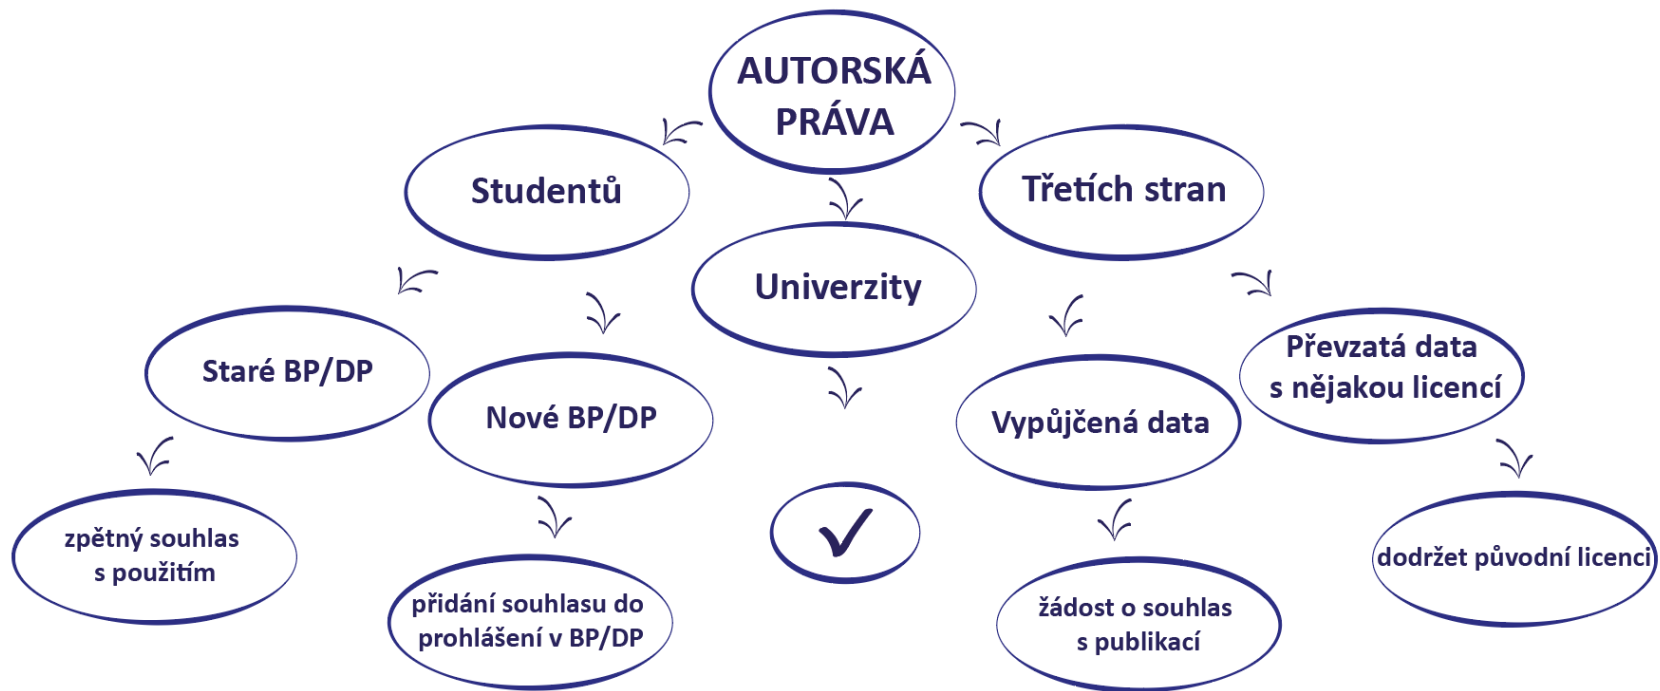 AUTORSKÁ
PRÁVA
Studentů
Třetích stran
Univerzity
Staré BP/DP
Nové BP/DP
Vypůjčená data
Převzatá data
s nějakou licencí
zpětný souhlas
s použitím
přidání souhlasu do
prohlášení v BP/DP
žádost o souhlas
s publikací
dodržet původní licenci